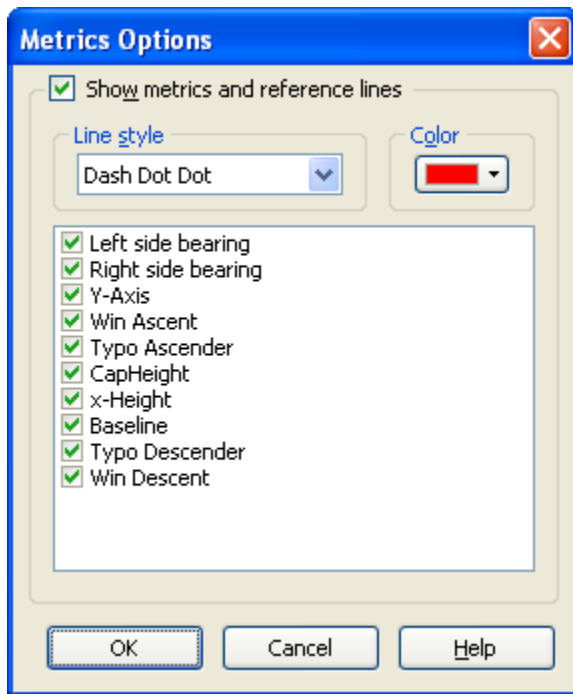 Metrics Options
Show metrics and reference lines
Line style
Color
Dash Dot Dot
Left side bearing
Right side bearing
Y-Axis
Win Ascent
Typo Ascender
CapHeight
x-Height
Baseline
Typo Descender
Win Descent
OK
Cancel
Help